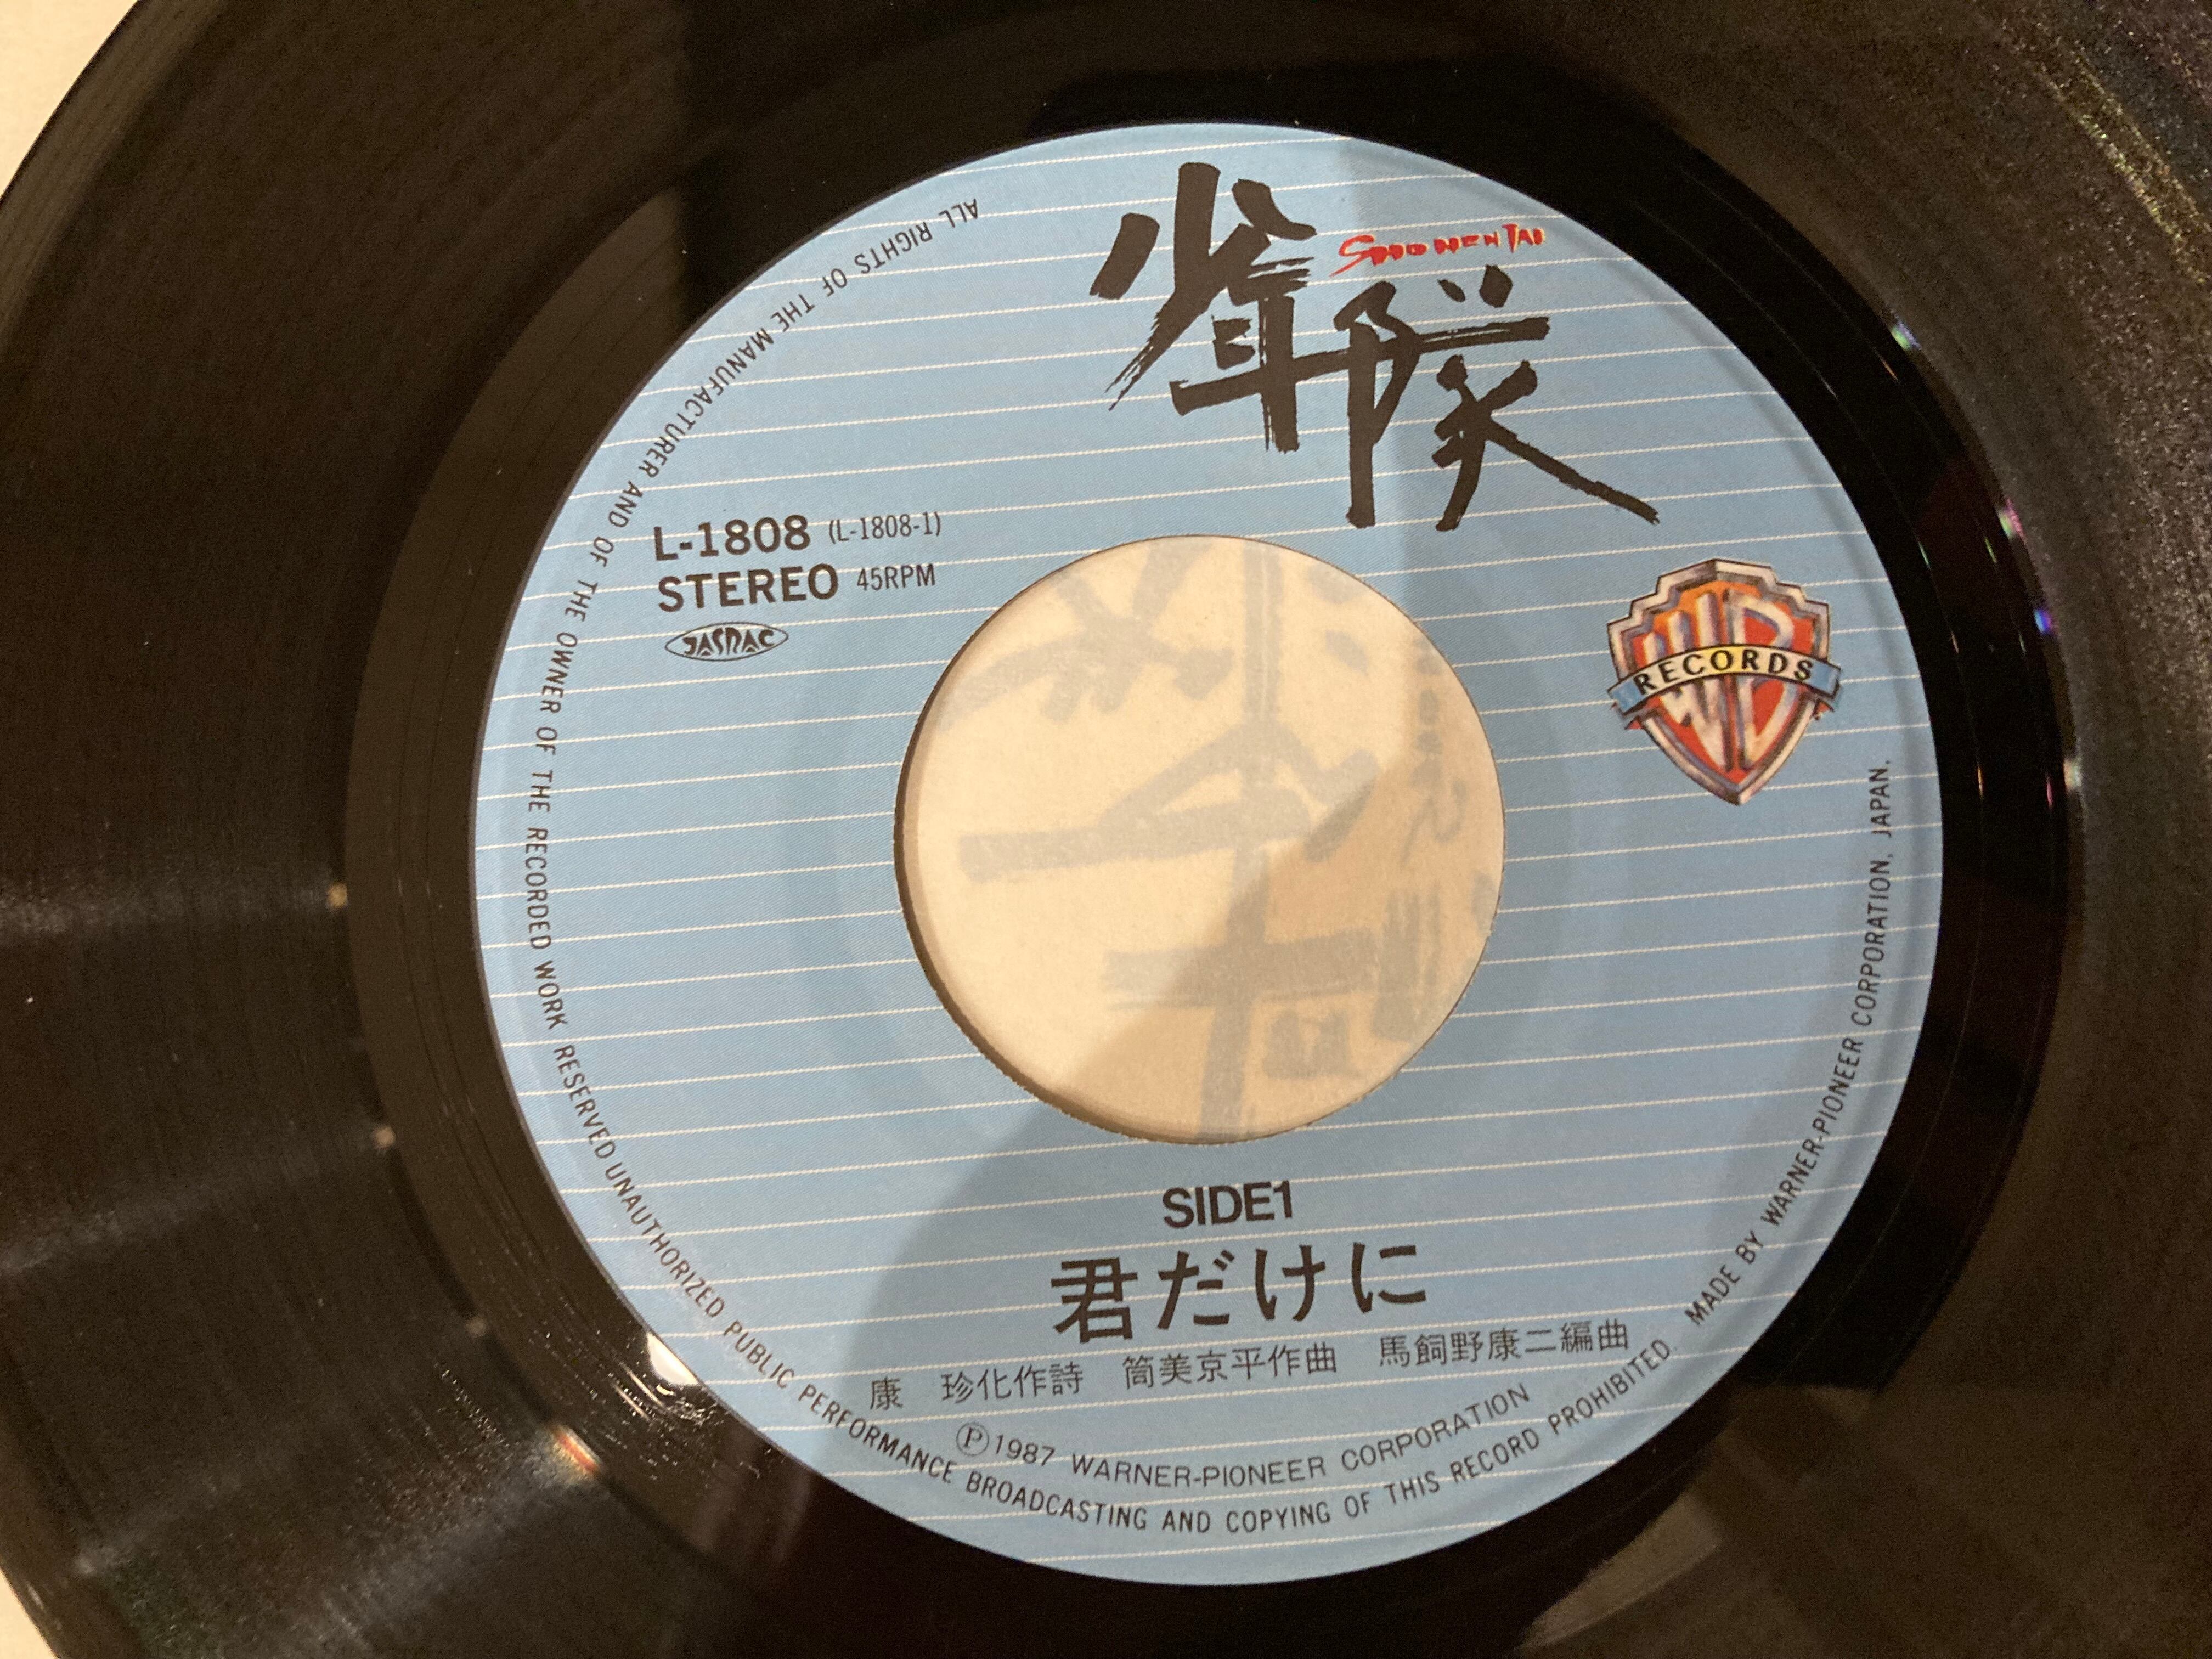 少年隊
SHONENTAI
L-1808 (L-1808-1)
STEREO 45RPM
JASRAC
WB
RECORDS
SIDE1
君だけに
康 珍化作詩 筒美京平作曲 馬飼野康二編曲
Ⓟ1987 WARNER-PIONEER CORPORATION
ALL RIGHTS OF THE MANUFACTURER AND OF THE OWNER OF THE RECORDED WORK RESERVED UNAUTHORIZED PUBLIC PERFORMANCE BROADCASTING AND COPYING OF THIS RECORD PROHIBITED. MADE BY WARNER-PIONEER CORPORATION, JAPAN.